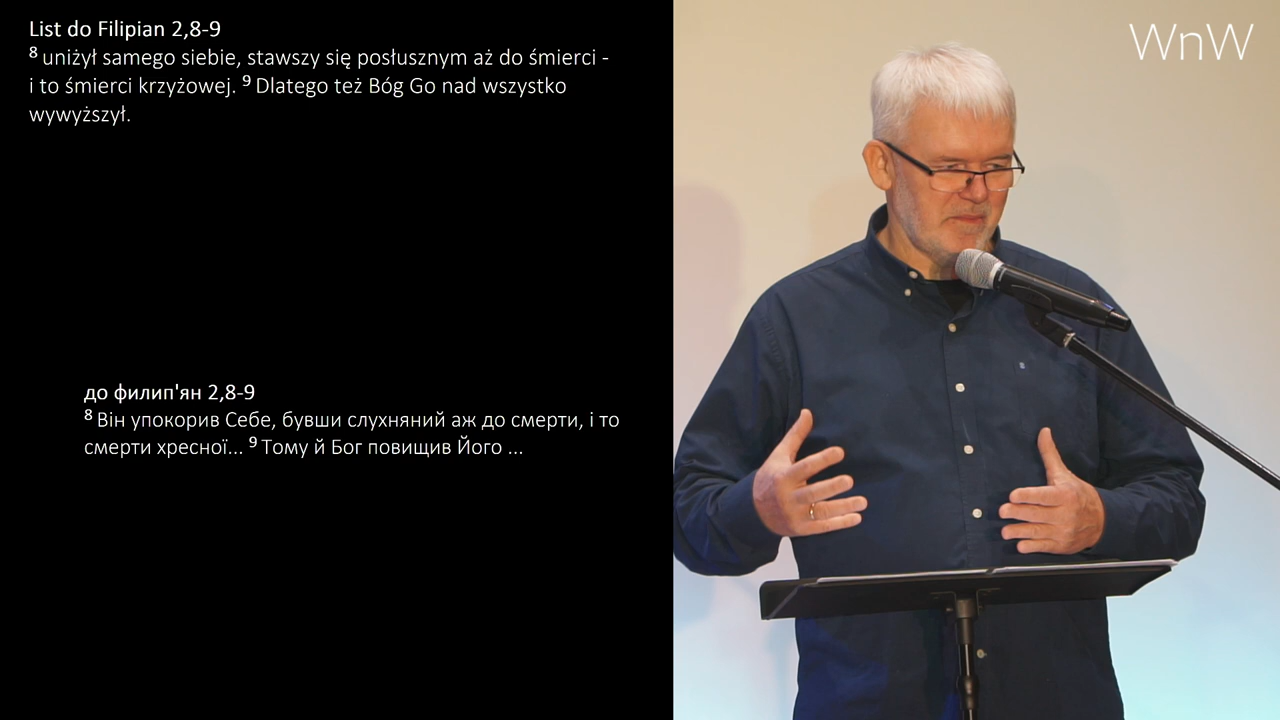 List do Filipian 2,8-9
8 uniżył samego siebie, stawszy się posłusznym aż do śmierci -
i to śmierci krzyżowej. 9 Dlatego też Bóg Go nad wszystko
wywyższył.
до филип'ян 2,8-9
8 Він упокорив Себе, бувши слухняний аж до смерти, і то
смерти хресної... 9 Тому й Бог повищив Його ...
WnW